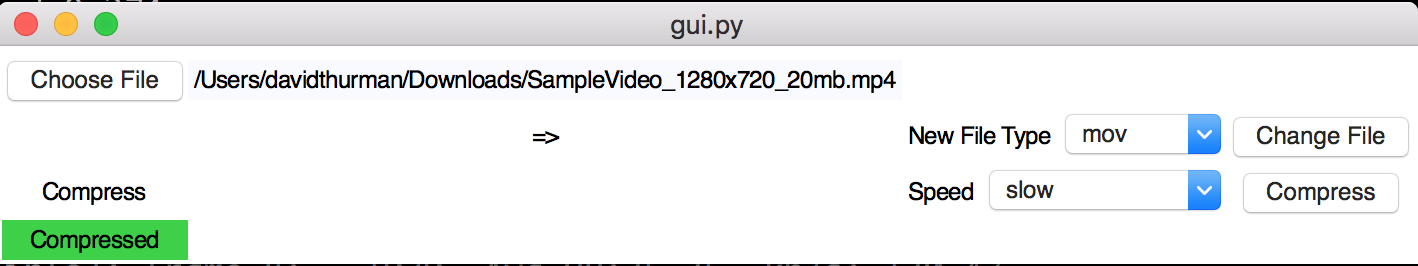 gui.py
Choose File /Users/davidthurman/Downloads/SampleVideo_1280x720_20mb.mp4
=> New File Type mov Change File
Compress Speed slow Compress
Compressed